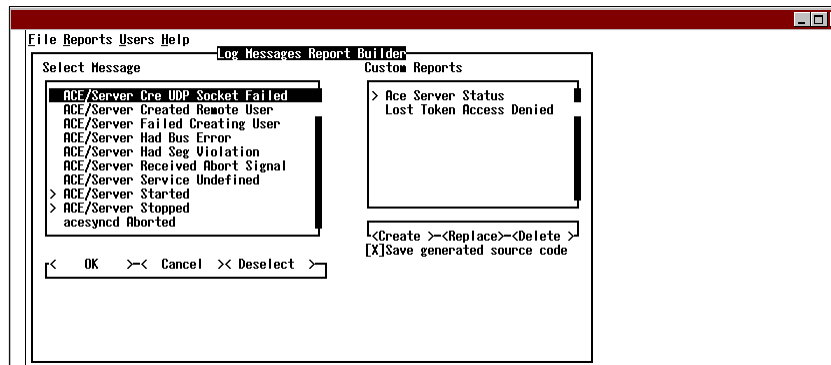 File Reports Users Help
Log Messages Report Builder
Select Message
ACE/Server Cre UDP Socket Failed
ACE/Server Created Remote User
ACE/Server Failed Creating User
ACE/Server Had Bus Error
ACE/Server Had Seg Violation
ACE/Server Received Abort Signal
ACE/Server Service Undefined
> ACE/Server Started
> ACE/Server Stopped
acesyncd Aborted
< OK >-< Cancel >< Deselect >
Custom Reports
> Ace Server Status
Lost Token Access Denied
<Create >-<Replace>-<Delete >
[X]Save generated source code